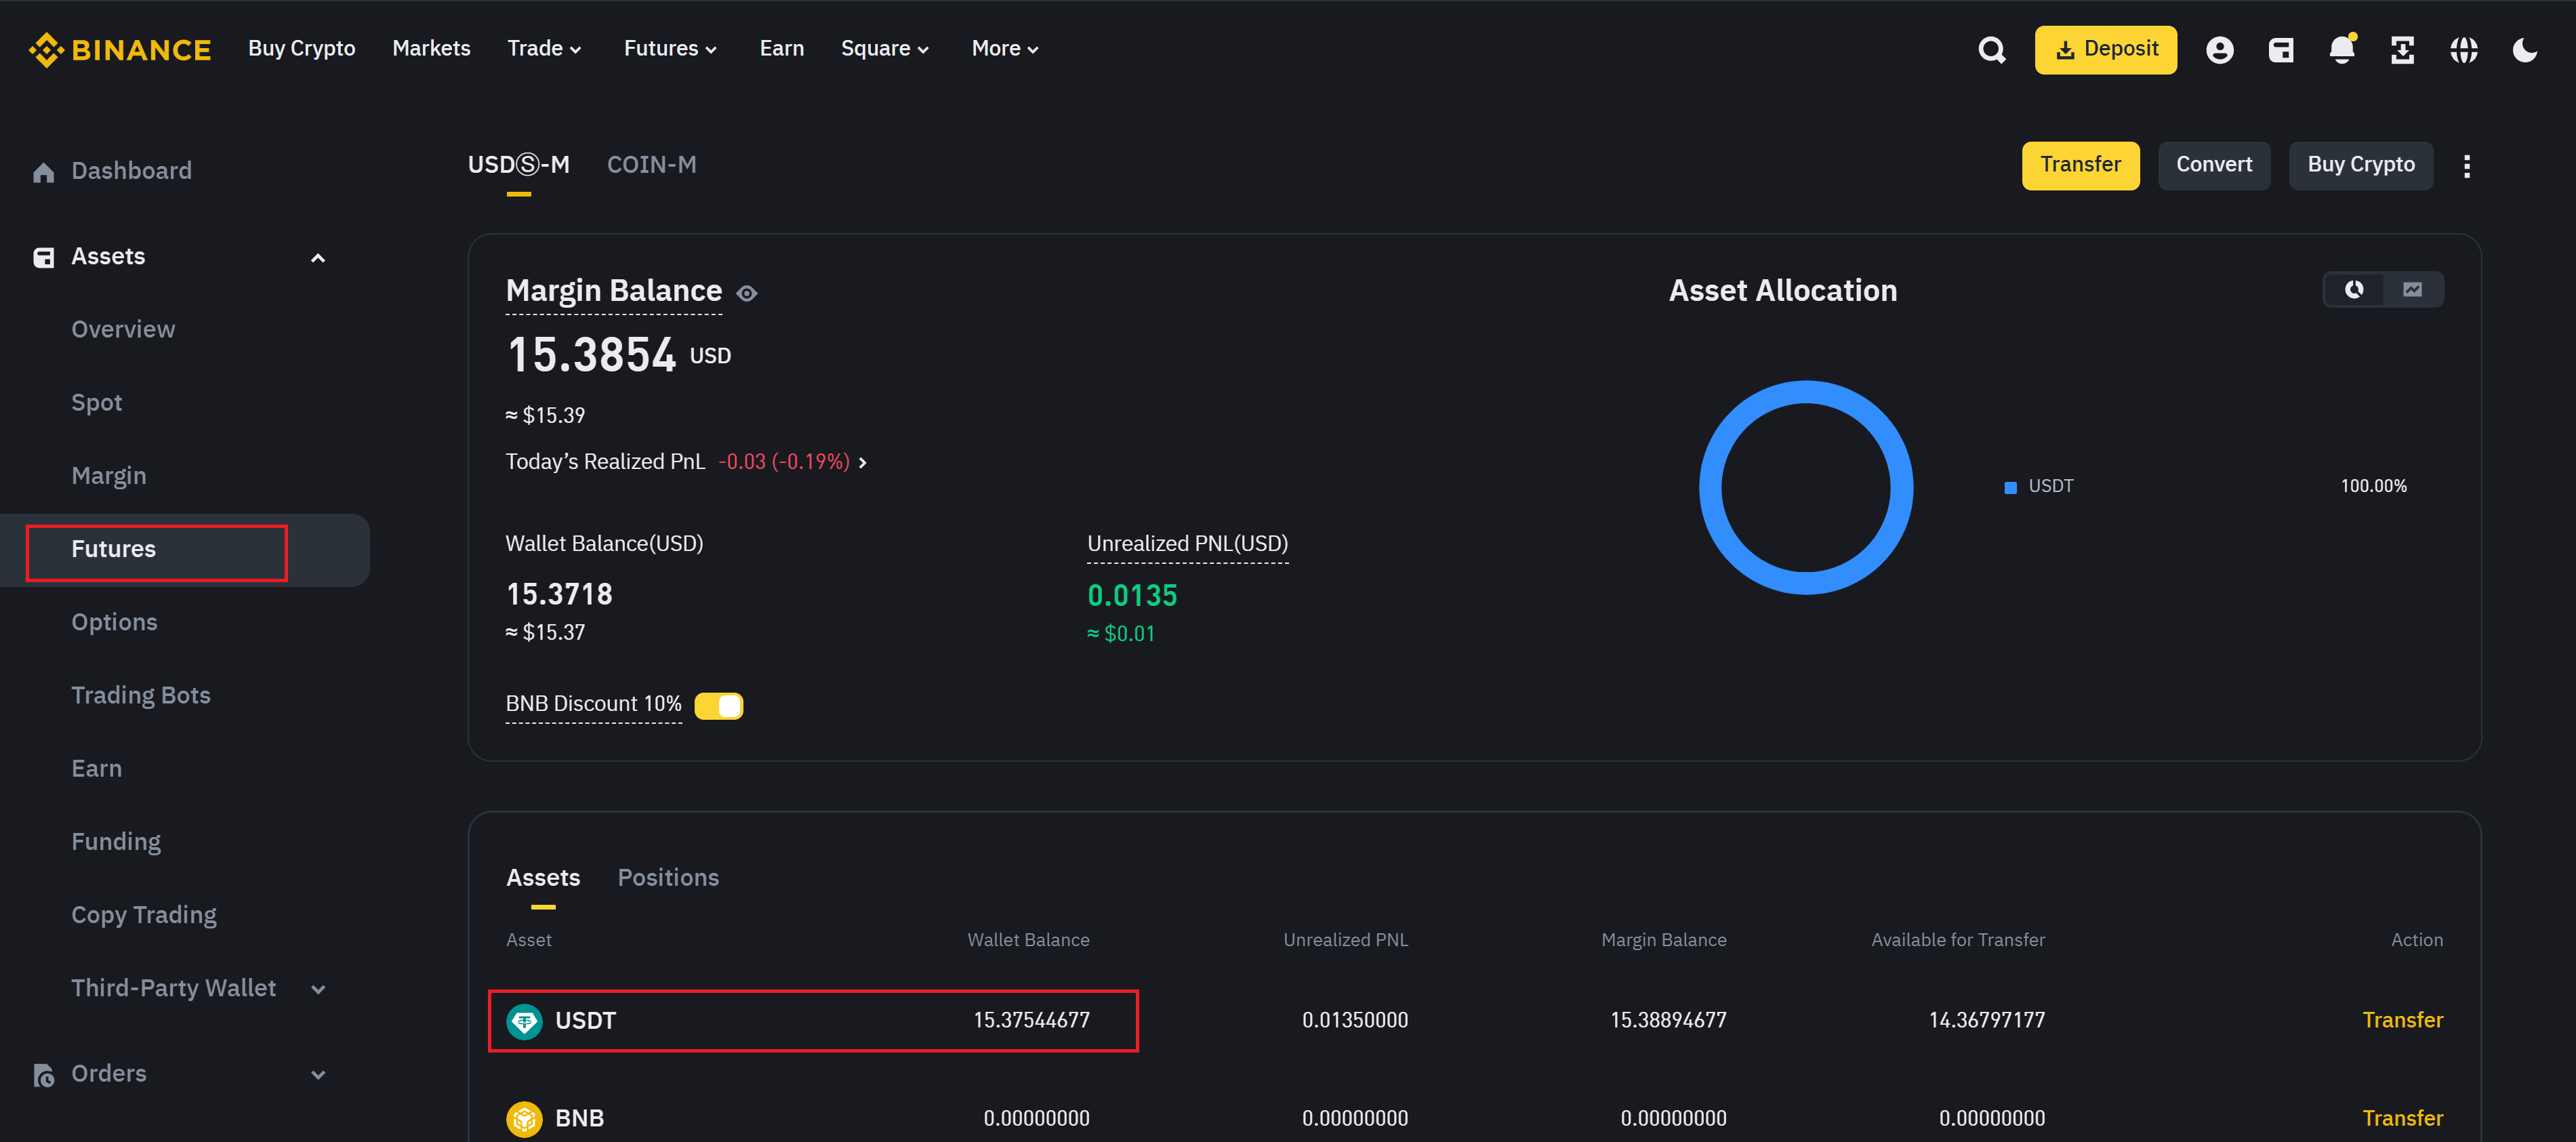 BINANCE Buy Crypto Markets Trade Futures Earn Square More Deposit
Dashboard
Assets
Overview
Spot
Margin
Futures
Options
Trading Bots
Earn
Funding
Copy Trading
Third-Party Wallet
Orders
USDⓈ-M COIN-M Transfer Convert Buy Crypto
Margin Balance
15.3854 USD
≈ $15.39
Today’s Realized PnL -0.03 (-0.19%)
Wallet Balance(USD) Unrealized PNL(USD)
15.3718 0.0135
≈ $15.37 ≈ $0.01
BNB Discount 10%
Asset Allocation
USDT 100.00%
Assets Positions
Asset Wallet Balance Unrealized PNL Margin Balance Available for Transfer Action
USDT 15.37544677 0.01350000 15.38894677 14.36797177 Transfer
BNB 0.00000000 0.00000000 0.00000000 0.00000000 Transfer